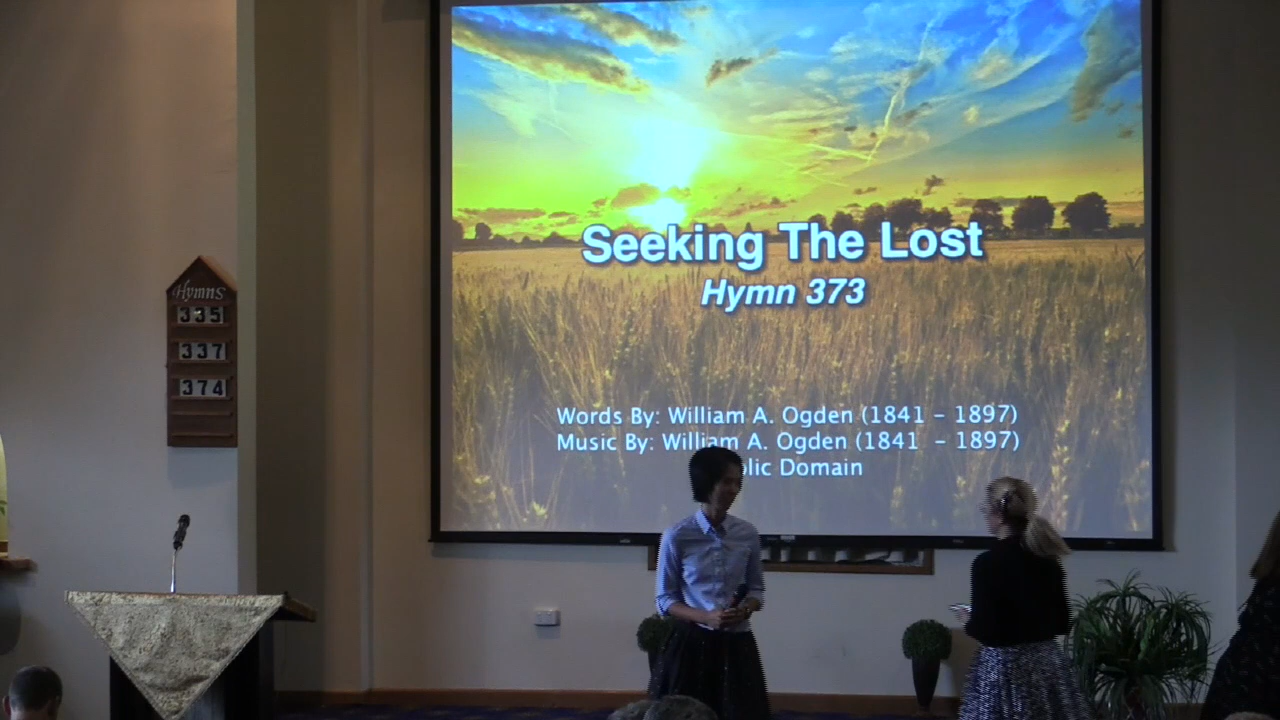 Seeking The Lost
Hymn 373
Words By: William A. Ogden (1841 - 1897)
Music By: William A. Ogden (1841 - 1897)
Domain
Hymns
335
337
374